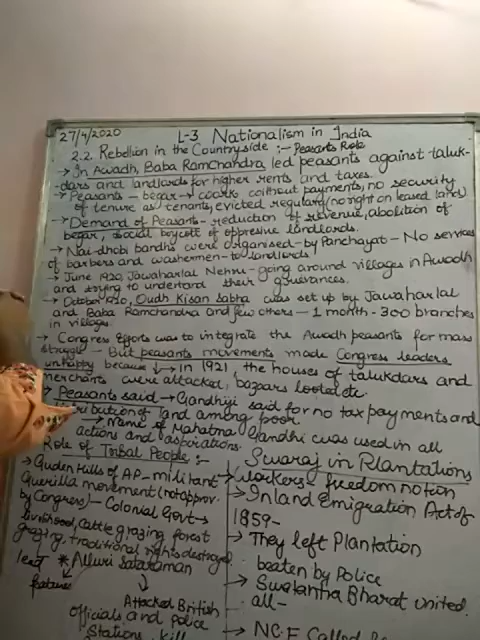 27/4/2020 L-3 Nationalism in India
2.2. Rebellion in the Countryside :- Peasants Role
→ In Awadh, Baba Ramchandra, led peasants against taluk-
dars and landlords for higher rents and taxes.
→ Peasants - begar → work without payments, no security
of tenure as tenants, evicted regularly (no right on leased land)
→ Demand of Peasants - reduction of revenue, abolition of
begar, social boycott of oppressive landlords.
→ Nai-dhobi bandhs were organised by Panchayat - No services
of barbers and washermen to landlords
→ June 1920, Jawaharlal Nehru - going around villages in Awadh
and trying to understand their grievances.
→ October 1920, Oudh Kisan Sabha was set up by Jawaharlal
and Baba Ramchandra and few others - 1 month - 300 branches
in villages.
→ Congress efforts was to integrate the Awadh peasants for mass
struggle - But peasants movements made Congress leaders
unhappy because → in 1921, the houses of talukdars and
merchants were attacked, bazaars looted etc.
→ Peasants said → Gandhiji said for no tax payments and
distribution of land among poor.
→ Name of Mahatma Gandhi was used in all
actions and aspirations.
Role of Tribal People :-
→ Guden Hills of AP - militant
Guerilla movement (not approv.
by Congress) - Colonial Govt →
livelihood, cattle grazing forest
grazing, traditional rights destroyed
* Alluri
Attacked British
officials and police
stations, kill
Swaraj in Plantations
→ workers - freedom notion
→ Inland Emigration Act of
1859 -
→ They left Plantation
beaten by Police
→ Swatantra Bharat united
all -
→ NC